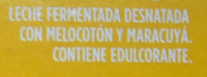 LECHE FERMENTADA DESNATADA
CON MELOCOTÓN Y MARACUYÁ.
CONTIENE EDULCORANTE.